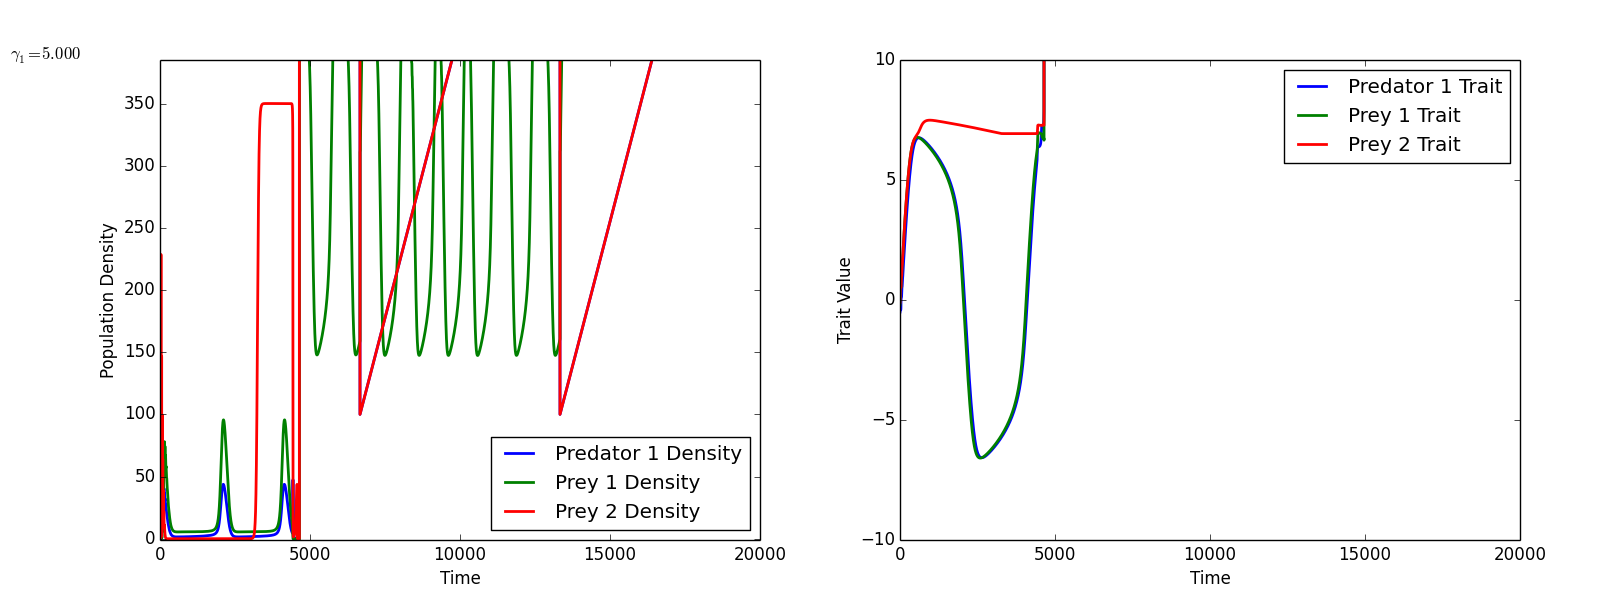 γ₁=5.000
350
300
250
200
150
100
50
0
Population Density
0 5000 10000 15000 20000
Time
Predator 1 Density
Prey 1 Density
Prey 2 Density
10
5
0
−5
−10
Trait Value
0 5000 10000 15000 20000
Time
Predator 1 Trait
Prey 1 Trait
Prey 2 Trait